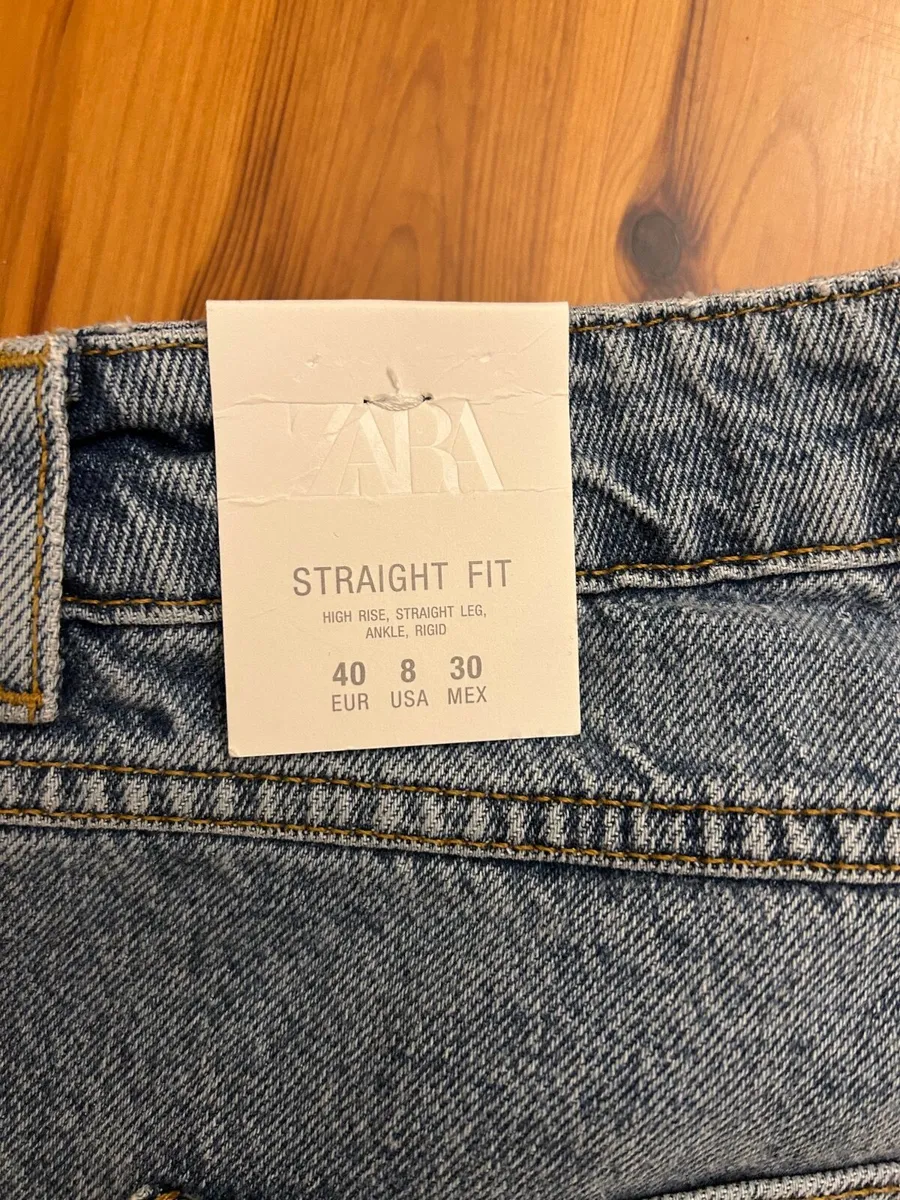 ZARA
STRAIGHT FIT
HIGH RISE, STRAIGHT LEG,
ANKLE, RIGID
40 8 30
EUR USA MEX